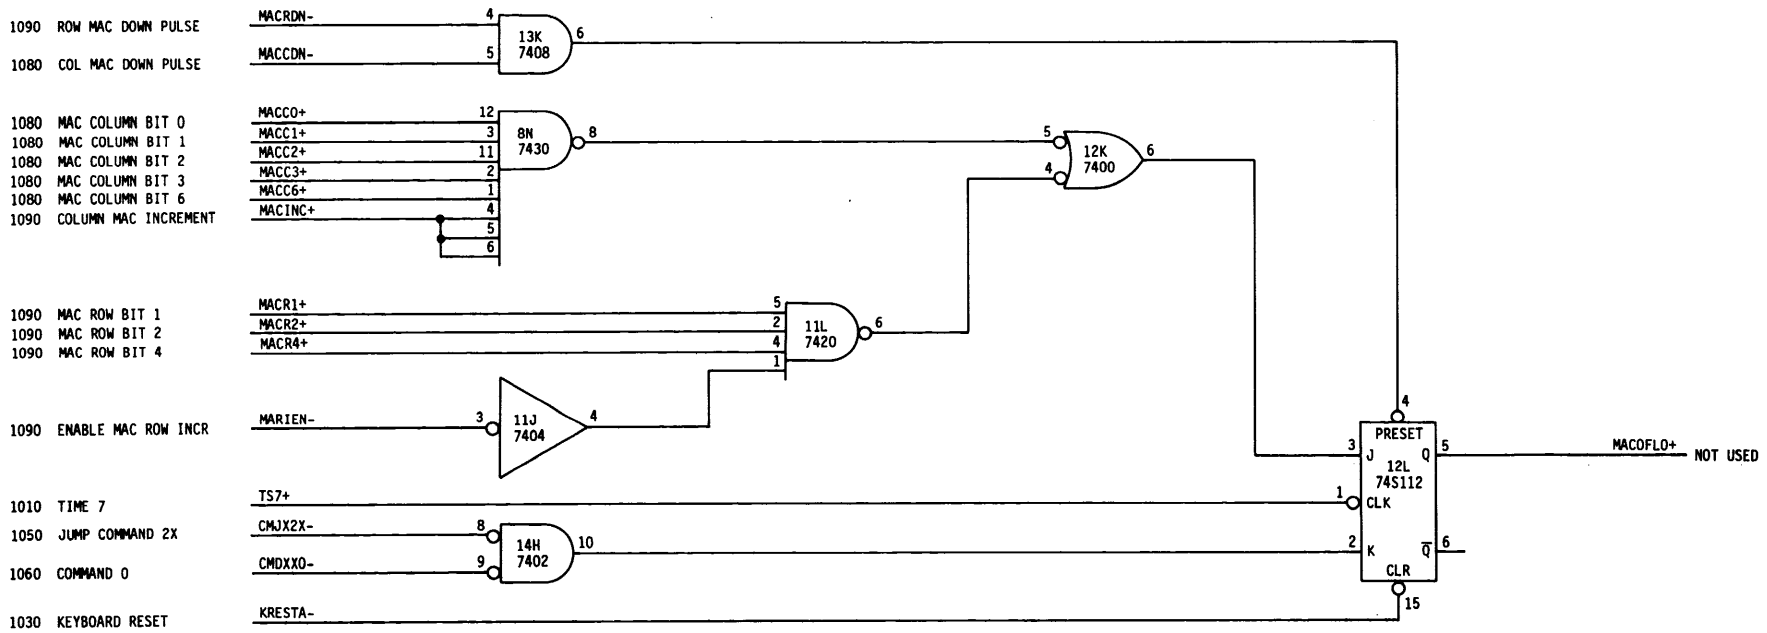 1090 ROW MAC DOWN PULSE MACRDN- 4
13K
7408
6
1080 COL MAC DOWN PULSE MACCDN- 5
1080 MAC COLUMN BIT 0 MACC0+ 12
1080 MAC COLUMN BIT 1 MACC1+ 3
1080 MAC COLUMN BIT 2 MACC2+ 11
1080 MAC COLUMN BIT 3 MACC3+ 2
1080 MAC COLUMN BIT 6 MACC6+ 1
1090 COLUMN MAC INCREMENT MACINC+ 4
5
6
8N
7430
8
5
4
12K
7400
6
1090 MAC ROW BIT 1 MACR1+ 5
1090 MAC ROW BIT 2 MACR2+ 2
1090 MAC ROW BIT 4 MACR4+ 4
1
11L
7420
6
1090 ENABLE MAC ROW INCR MARIEN- 3
11J
7404
4
1010 TIME 7 TS7+ 1
1050 JUMP COMMAND 2X CMJX2X- 8
1060 COMMAND 0 CMDXX0- 9
14H
7402
10
1030 KEYBOARD RESET KRESTA-
4
PRESET
3 J Q 5
12L
74S112
CLK
2 K Q̅ 6
CLR
15
MACOFLO+ NOT USED